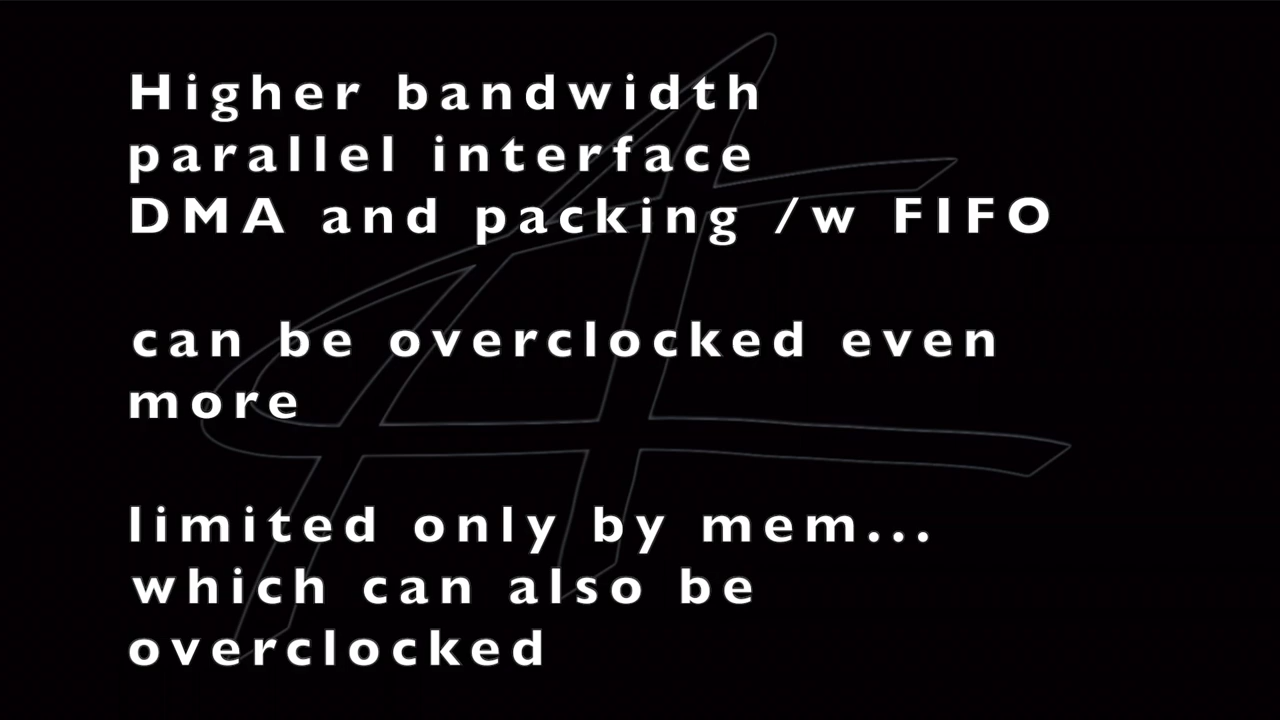 Higher bandwidth
parallel interface
DMA and packing /w FIFO
can be overclocked even
more
limited only by mem...
which can also be
overclocked